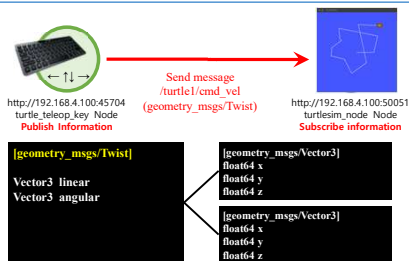 ← ↑↓ →
Send message
/turtle1/cmd_vel
(geometry_msgs/Twist)
http://192.168.4.100:45704
turtle_teleop_key Node
Publish Information
http://192.168.4.100:50051
turtlesim_node Node
Subscribe information
[geometry_msgs/Twist]
Vector3 linear
Vector3 angular
[geometry_msgs/Vector3]
float64 x
float64 y
float64 z
[geometry_msgs/Vector3]
float64 x
float64 y
float64 z